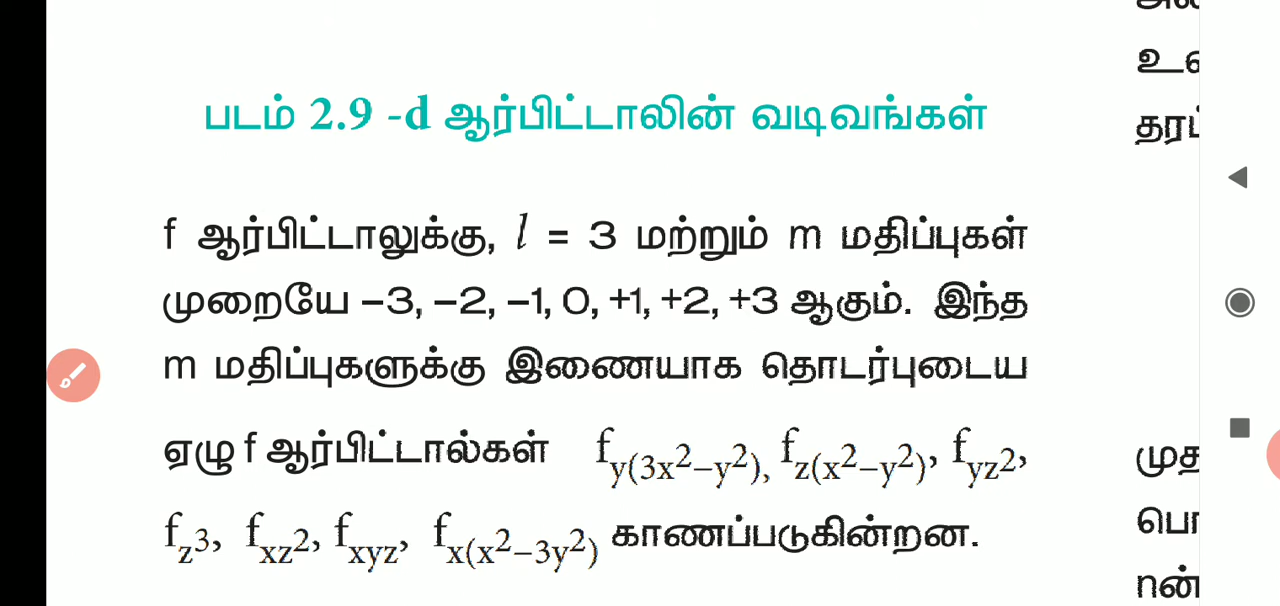 படம் 2.9 -d ஆர்பிட்டாலின் வடிவங்கள்
f ஆர்பிட்டாலுக்கு, l = 3 மற்றும் m மதிப்புகள்
முறையே –3, –2, –1, 0, +1, +2, +3 ஆகும். இந்த
m மதிப்புகளுக்கு இணையாக தொடர்புடைய
ஏழு f ஆர்பிட்டால்கள் f_y(3x²–y²), f_z(x²–y²), f_yz²,
f_z³, f_xz², f_xyz, f_x(x²–3y²) காணப்படுகின்றன.